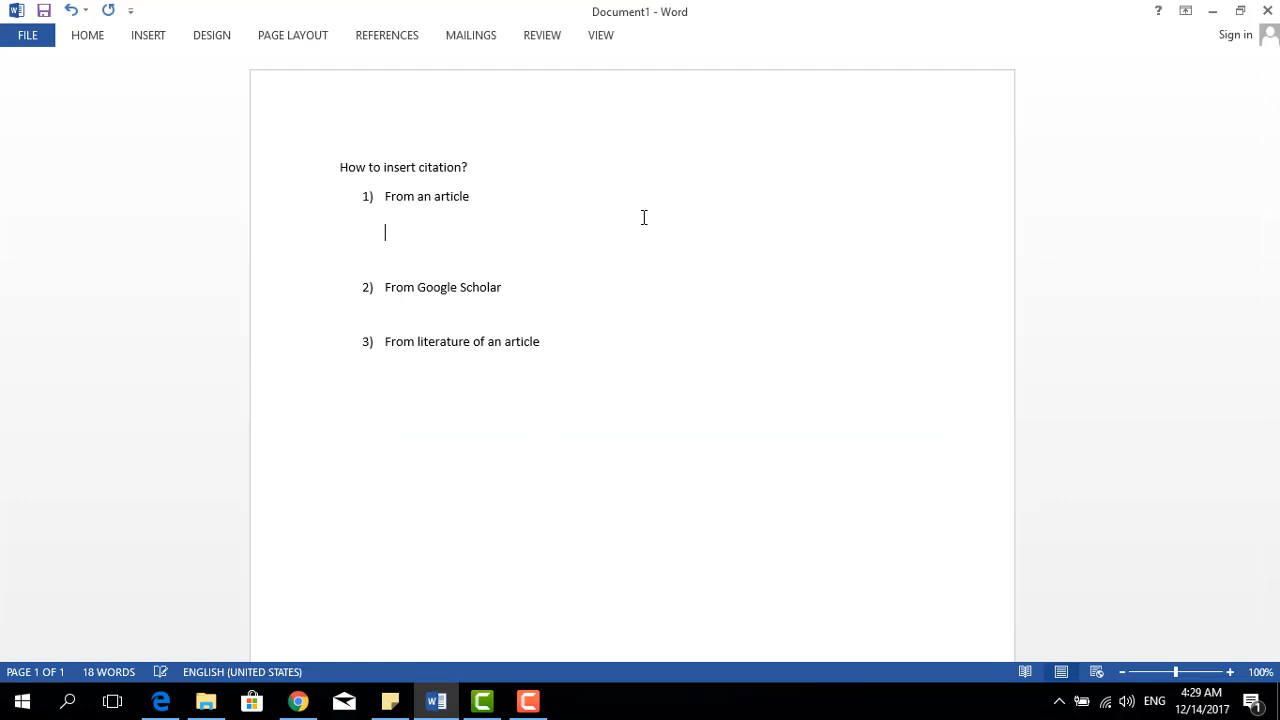 Document1 - Word
?
FILE
HOME
INSERT
DESIGN
PAGE LAYOUT
REFERENCES
MAILINGS
REVIEW
VIEW
Sign in
How to insert citation?
1) From an article
2) From Google Scholar
3) From literature of an article
PAGE 1 OF 1
18 WORDS
ENGLISH (UNITED STATES)
100%
ENG
4:29 AM
12/14/2017
1